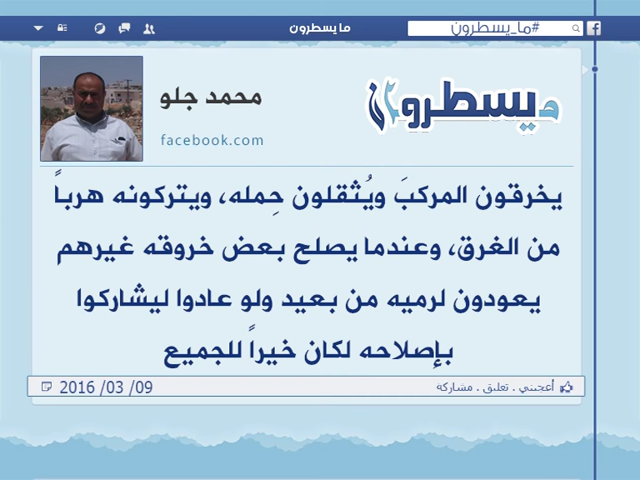 ما يسطرون
#ما_يسطرون
ما يسطرون
محمد جلو
facebook.com
يخرقون المركبَ ويُثقلون حِمله، ويتركونه هرباً
من الغرق، وعندما يصلح بعض خروقه غيرهم
يعودون لرميه من بعيد ولو عادوا ليشاركوا
بإصلاحه لكان خيراً للجميع
أعجبني . تعليق . مشاركة
2016 /03 /09